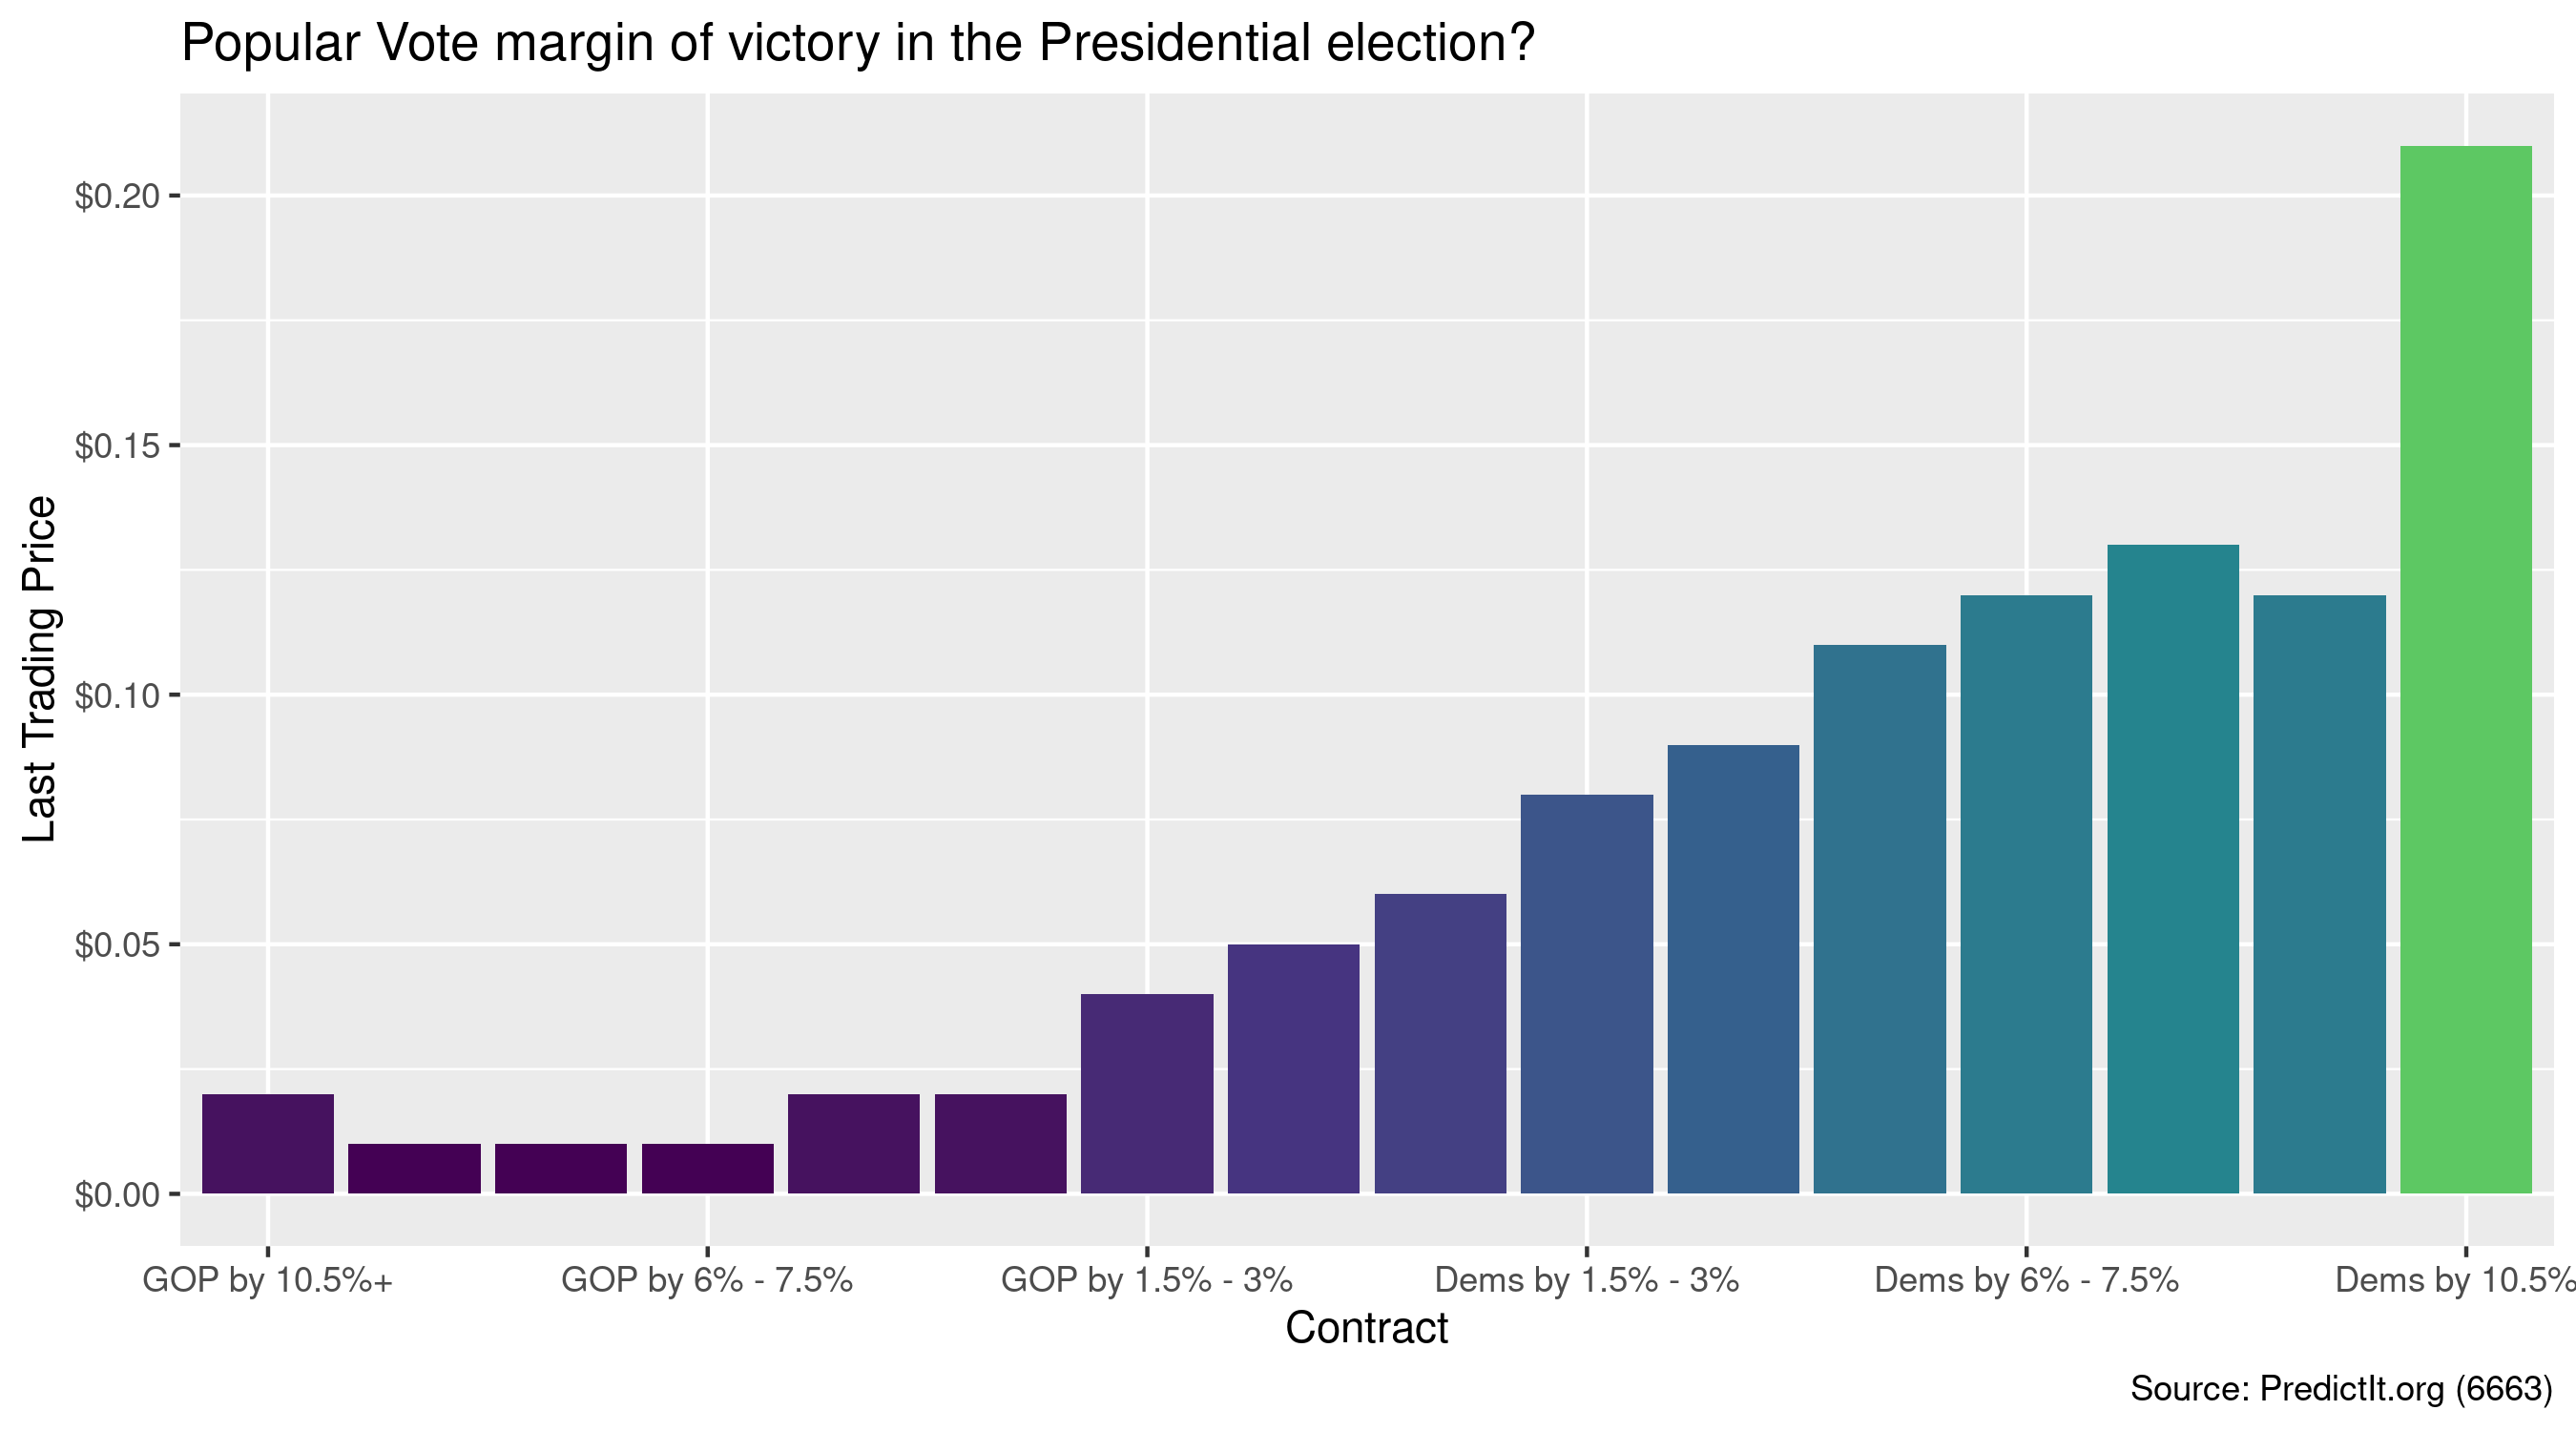 Popular Vote margin of victory in the Presidential election?
$0.20
$0.15
$0.10
$0.05
$0.00
Last Trading Price
GOP by 10.5%+ GOP by 6% - 7.5% GOP by 1.5% - 3% Dems by 1.5% - 3% Dems by 6% - 7.5% Dems by 10.5%
Contract
Source: PredictIt.org (6663)